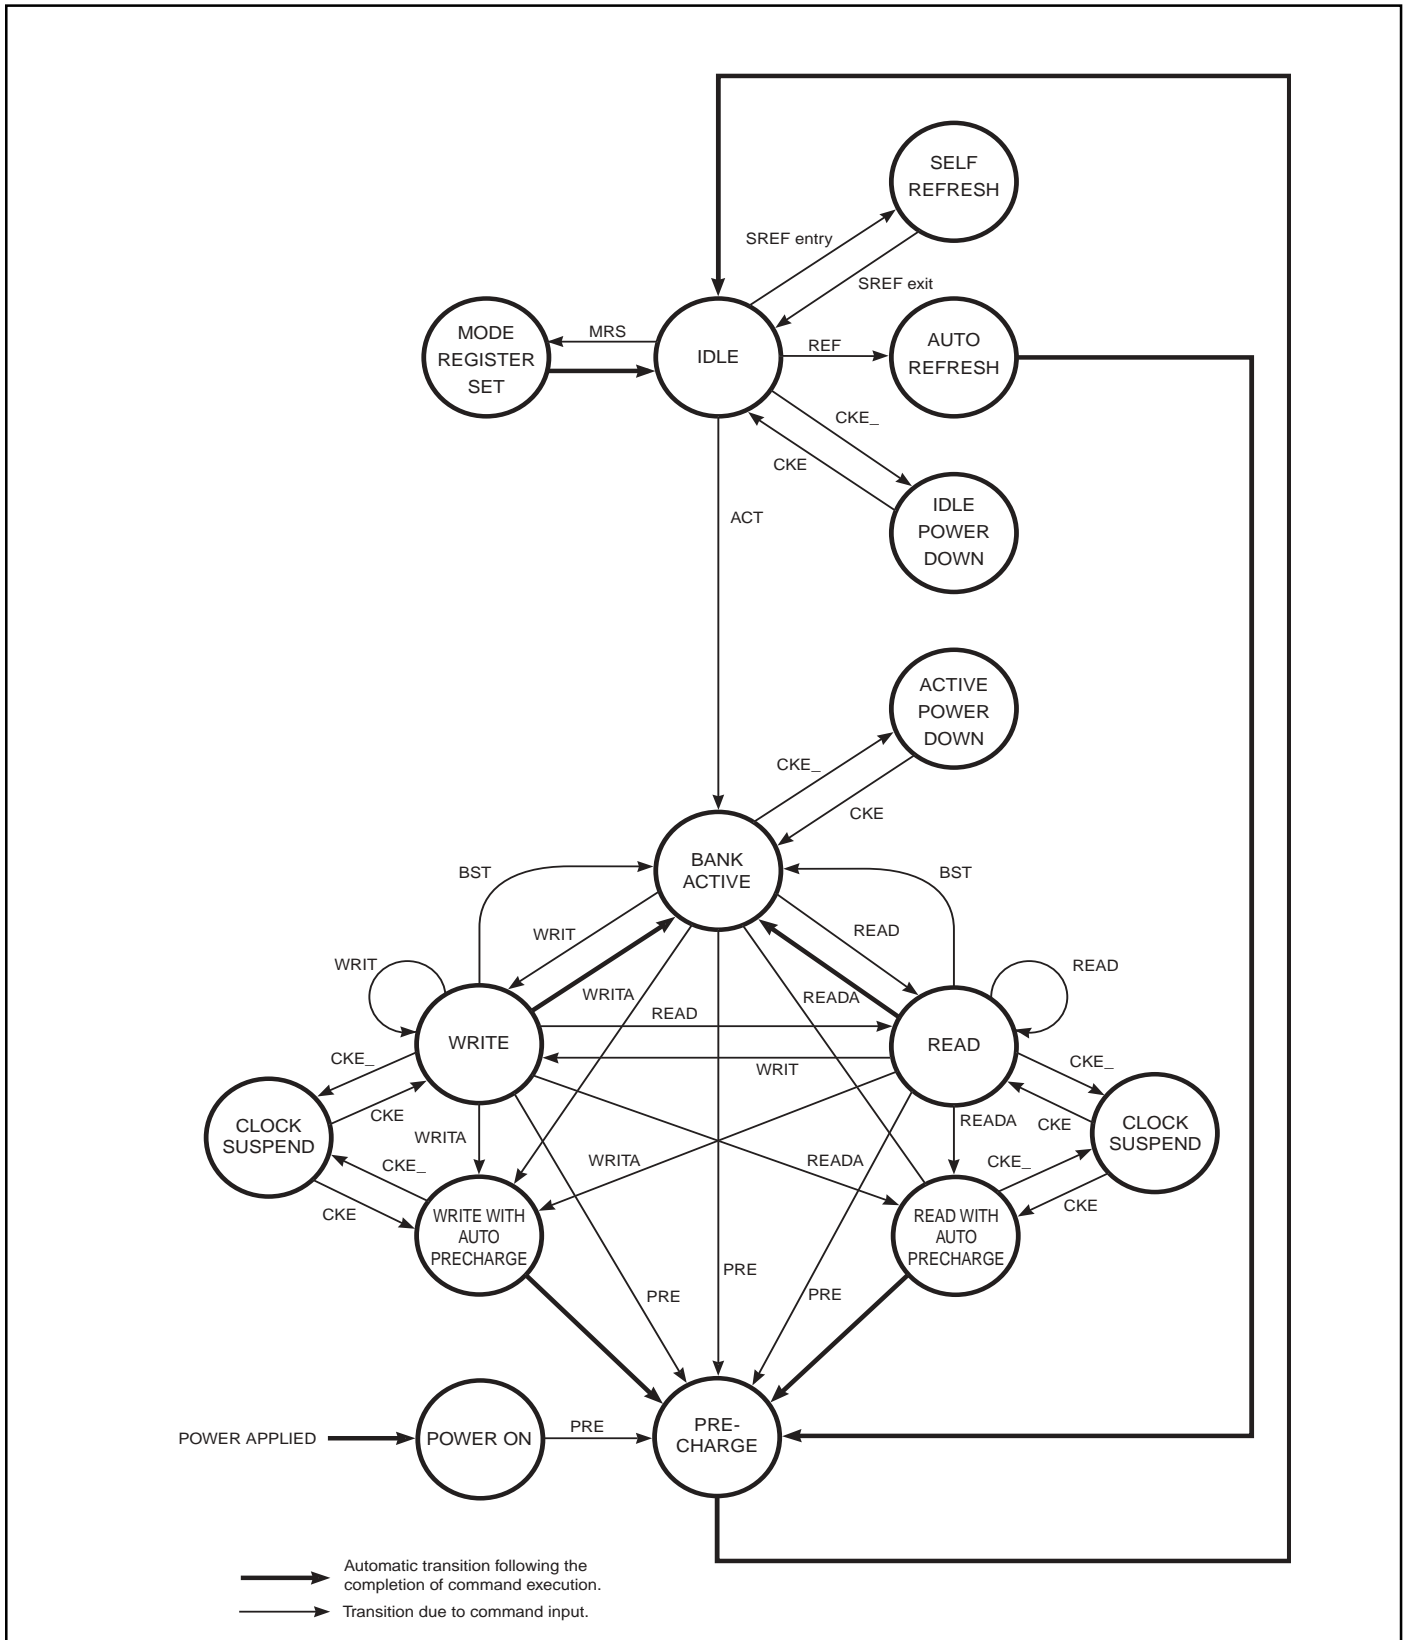 SELF
REFRESH
SREF entry
SREF exit
MODE
REGISTER
SET
MRS
IDLE
REF
AUTO
REFRESH
CKE_
CKE
IDLE
POWER
DOWN
ACT
ACTIVE
POWER
DOWN
CKE_
CKE
BANK
ACTIVE
BST
BST
WRIT
READ
WRIT
READ
WRITA
READA
READ
WRITE
READ
WRIT
CKE_
CKE_
CKE
CKE
CLOCK
SUSPEND
CLOCK
SUSPEND
WRITA
READA
WRITA
READA
CKE_
CKE_
CKE
CKE
WRITE WITH
AUTO
PRECHARGE
READ WITH
AUTO
PRECHARGE
PRE
PRE
PRE
POWER APPLIED
POWER ON
PRE
PRE-
CHARGE
Automatic transition following the
completion of command execution.
Transition due to command input.